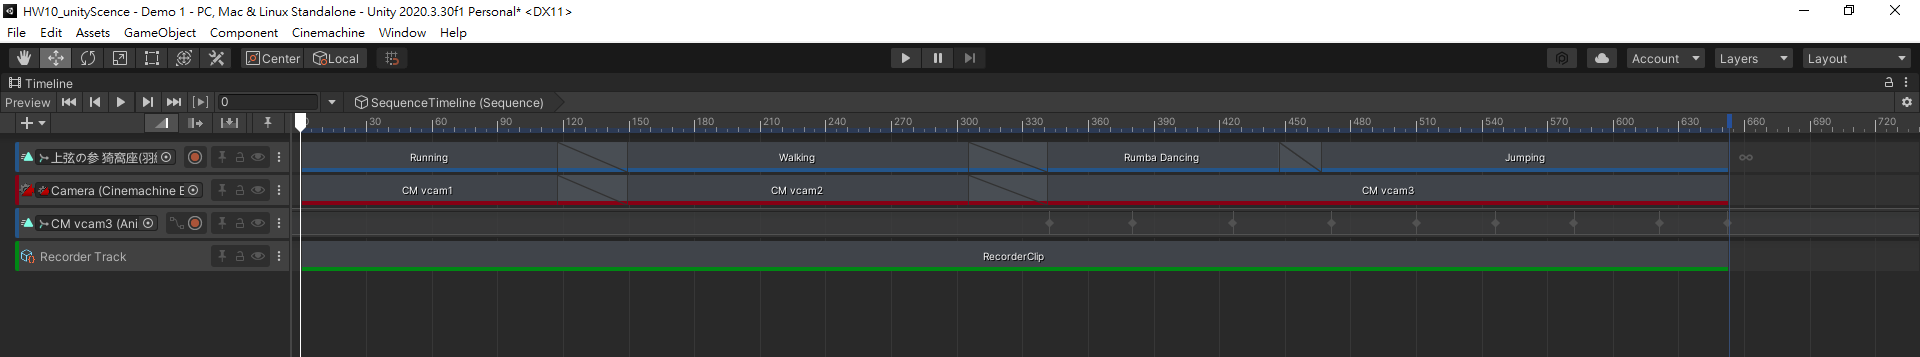 HW10_unityScence - Demo 1 - PC, Mac & Linux Standalone - Unity 2020.3.30f1 Personal* <DX11>
File Edit Assets GameObject Component Cinemachine Window Help
Center Local Account Layers Layout
Timeline
Preview 0 SequenceTimeline (Sequence)
30 60 90 120 150 180 210 240 270 300 330 360 390 420 450 480 510 540 570 600 630 660 690 720
上弦の参 猗窩座(羽 Running Walking Rumba Dancing Jumping
Camera (Cinemachine E CM vcam1 CM vcam2 CM vcam3
CM vcam3 (Ani
Recorder Track RecorderClip